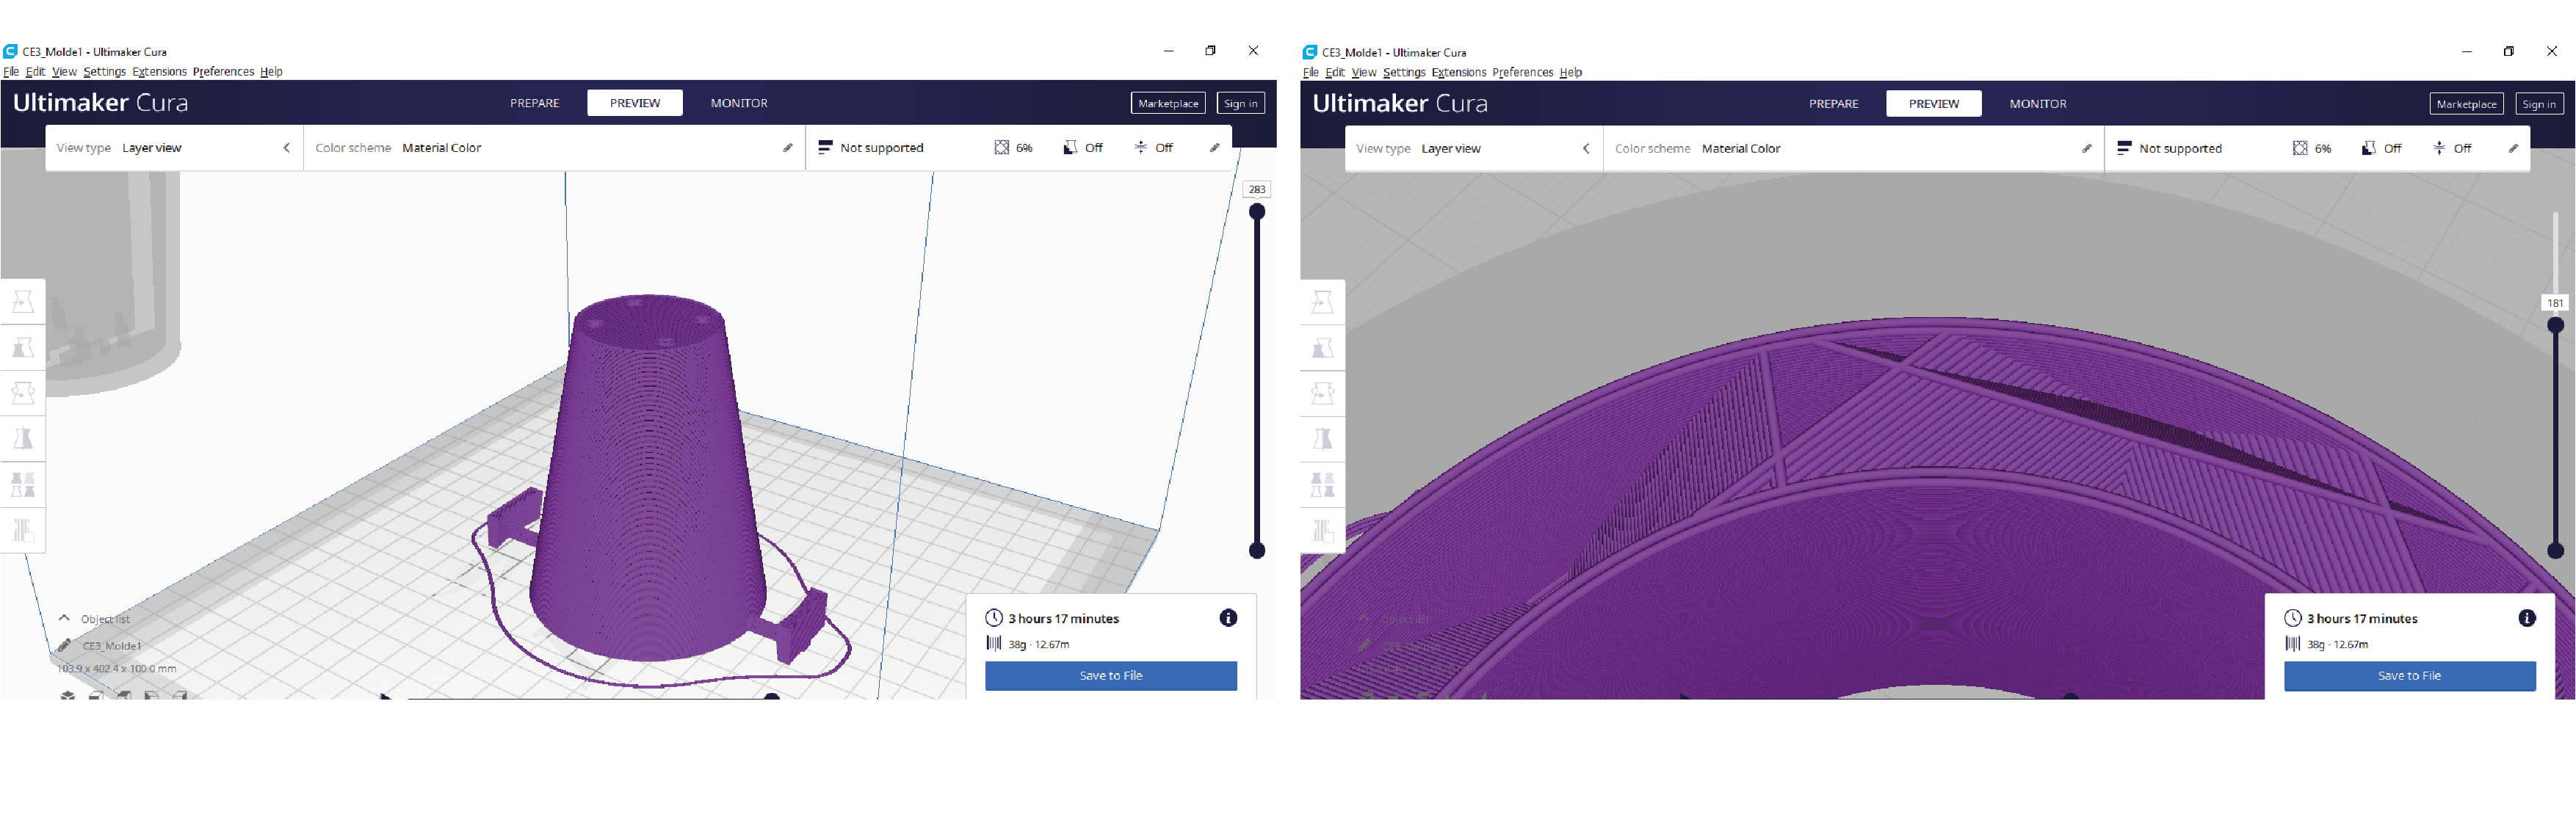 CE3_Molde1 - Ultimaker Cura
File Edit View Settings Extensions Preferences Help
Ultimaker Cura
PREPARE PREVIEW MONITOR
Marketplace Sign in
View type Layer view
Color scheme Material Color
Not supported 6% Off Off
283
Object list
CE3_Molde1
103.9 x 402.4 x 100.0 mm
3 hours 17 minutes
38g · 12.67m
Save to File
CE3_Molde1 - Ultimaker Cura
File Edit View Settings Extensions Preferences Help
Ultimaker Cura
PREPARE PREVIEW MONITOR
Marketplace Sign in
View type Layer view
Color scheme Material Color
Not supported 6% Off Off
181
Object list
3 hours 17 minutes
38g · 12.67m
Save to File